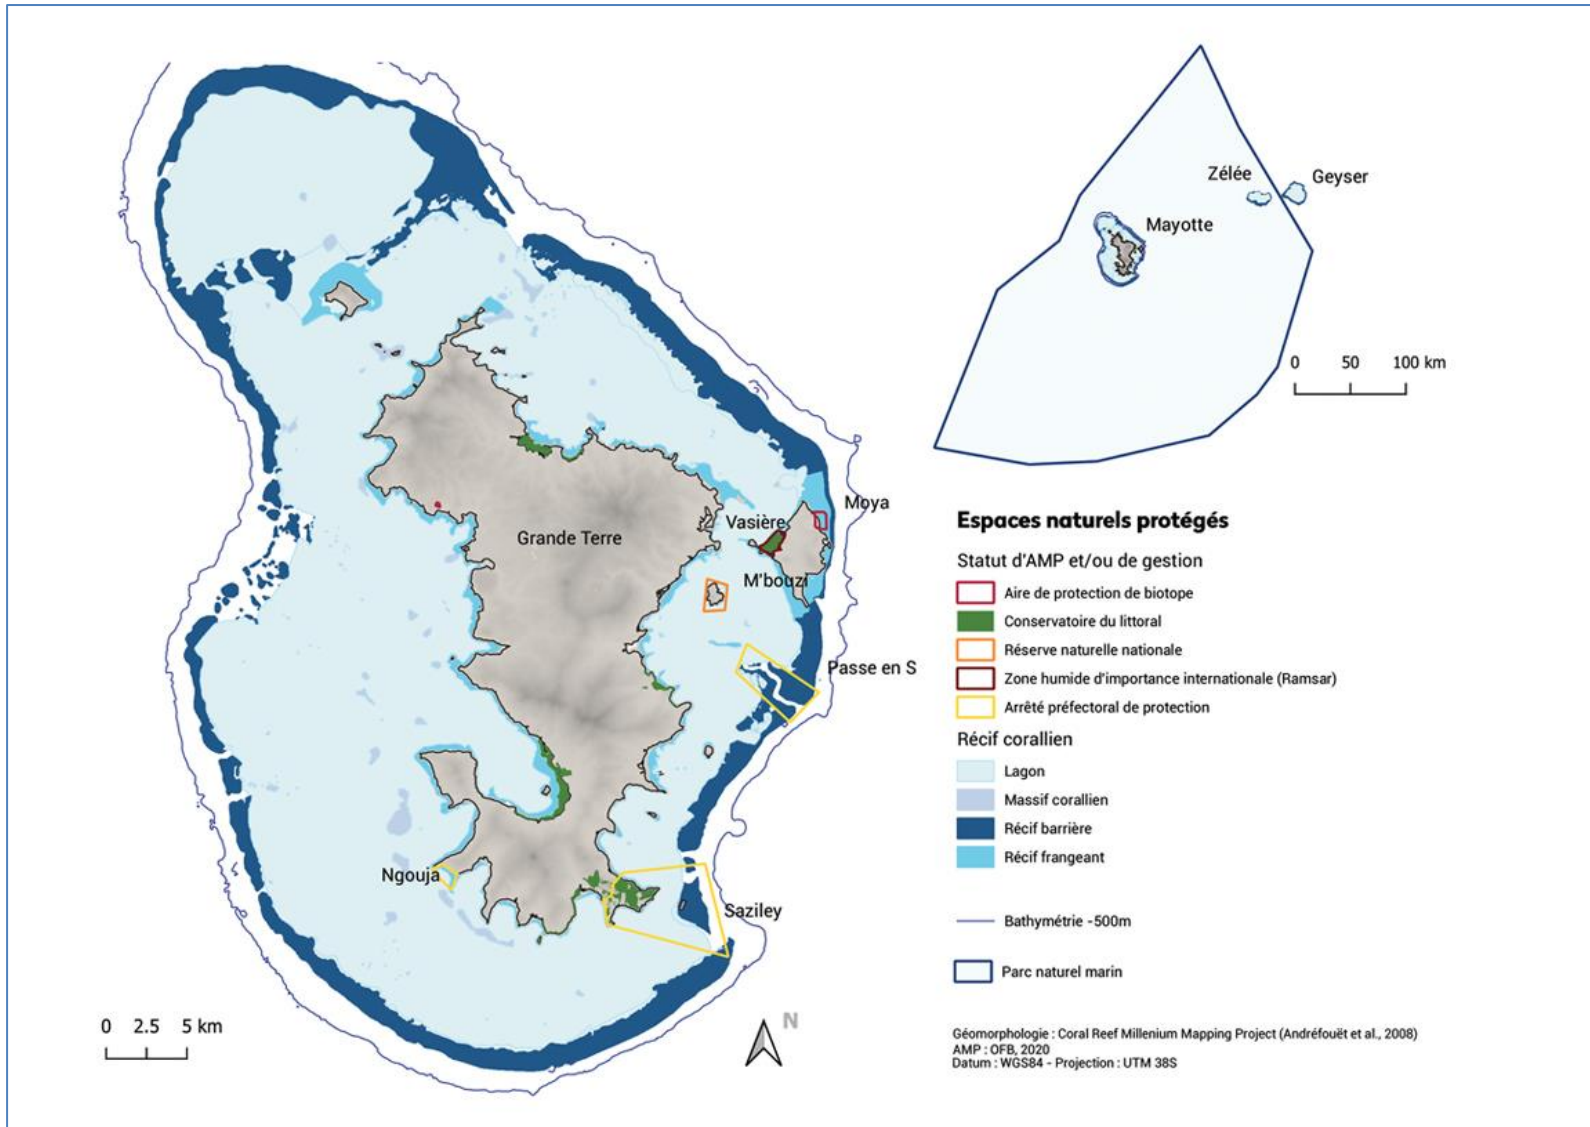 Zélée
Geyser
Mayotte
0 50 100 km
Moya
Vasière
Grande Terre
M'bouzi
Passe en S
Ngouja
Saziley
0 2.5 5 km
N
Espaces naturels protégés
Statut d'AMP et/ou de gestion
Aire de protection de biotope
Conservatoire du littoral
Réserve naturelle nationale
Zone humide d'importance internationale (Ramsar)
Arrêté préfectoral de protection
Récif corallien
Lagon
Massif corallien
Récif barrière
Récif frangeant
Bathymétrie -500m
Parc naturel marin
Géomorphologie : Coral Reef Millenium Mapping Project (Andréfouët et al., 2008)
AMP : OFB, 2020
Datum : WGS84 - Projection : UTM 38S